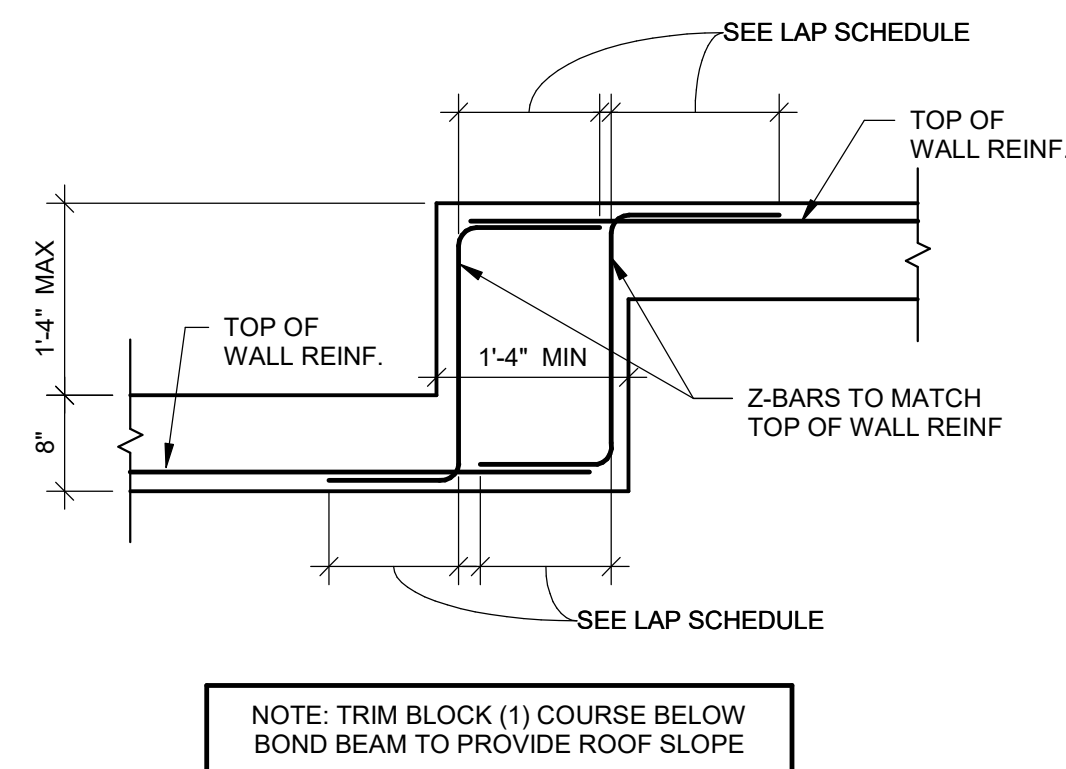 SEE LAP SCHEDULE
TOP OF
WALL REINF.
1'-4" MAX
TOP OF
WALL REINF.
1'-4" MIN
Z-BARS TO MATCH
TOP OF WALL REINF
8"
SEE LAP SCHEDULE
NOTE: TRIM BLOCK (1) COURSE BELOW
BOND BEAM TO PROVIDE ROOF SLOPE